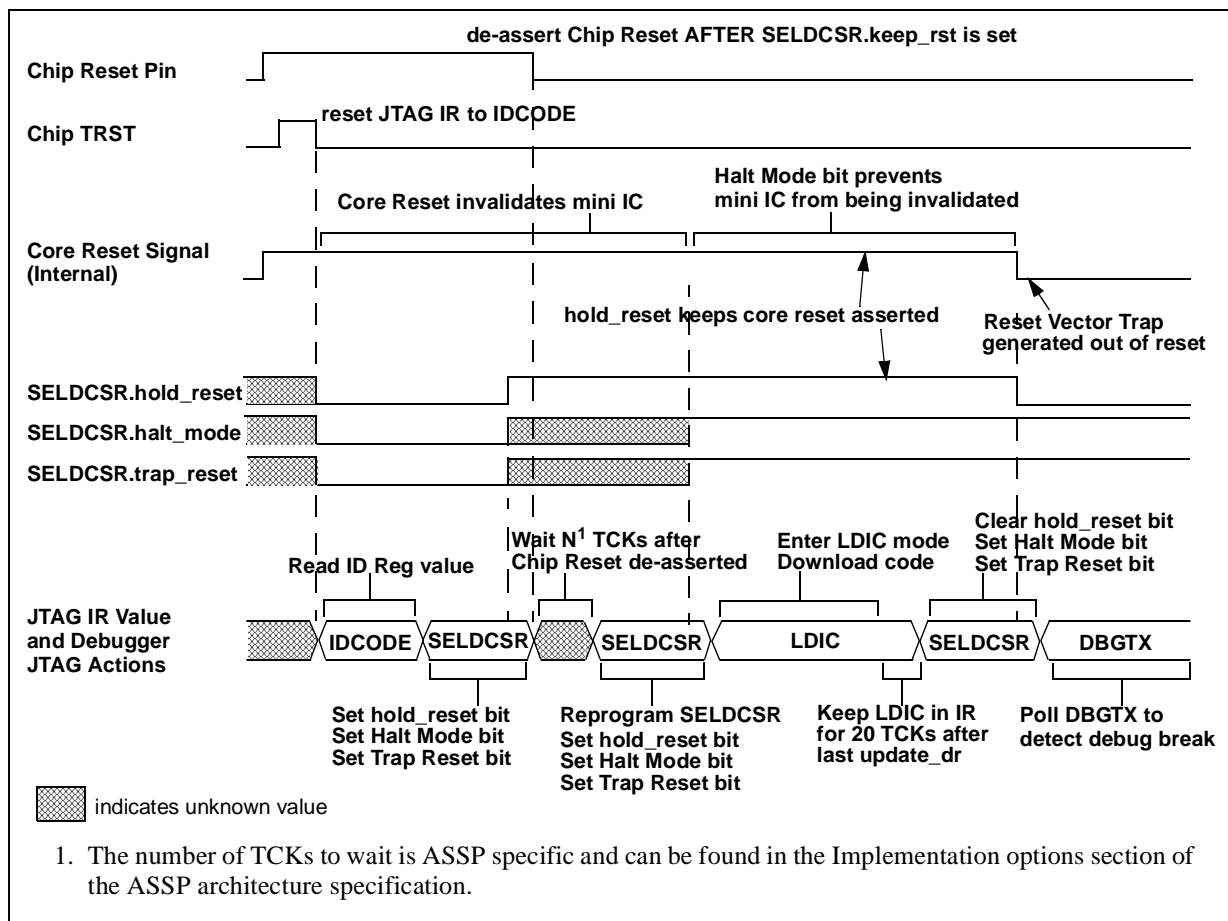 de-assert Chip Reset AFTER SELDCSR.keep_rst is set
Chip Reset Pin
reset JTAG IR to IDCODE
Chip TRST
Halt Mode bit prevents
mini IC from being invalidated
Core Reset invalidates mini IC
Core Reset Signal
(Internal)
hold_reset keeps core reset asserted
Reset Vector Trap
generated out of reset
SELDCSR.hold_reset
SELDCSR.halt_mode
SELDCSR.trap_reset
Read ID Reg value
Wait N¹ TCKs after
Chip Reset de-asserted
Enter LDIC mode
Download code
Clear hold_reset bit
Set Halt Mode bit
Set Trap Reset bit
JTAG IR Value
and Debugger
JTAG Actions
IDCODE
SELDCSR
SELDCSR
LDIC
SELDCSR
DBGTX
Set hold_reset bit
Set Halt Mode bit
Set Trap Reset bit
Reprogram SELDCSR
Set hold_reset bit
Set Halt Mode bit
Set Trap Reset bit
Keep LDIC in IR
for 20 TCKs after
last update_dr
Poll DBGTX to
detect debug break
indicates unknown value
1. The number of TCKs to wait is ASSP specific and can be found in the Implementation options section of
the ASSP architecture specification.